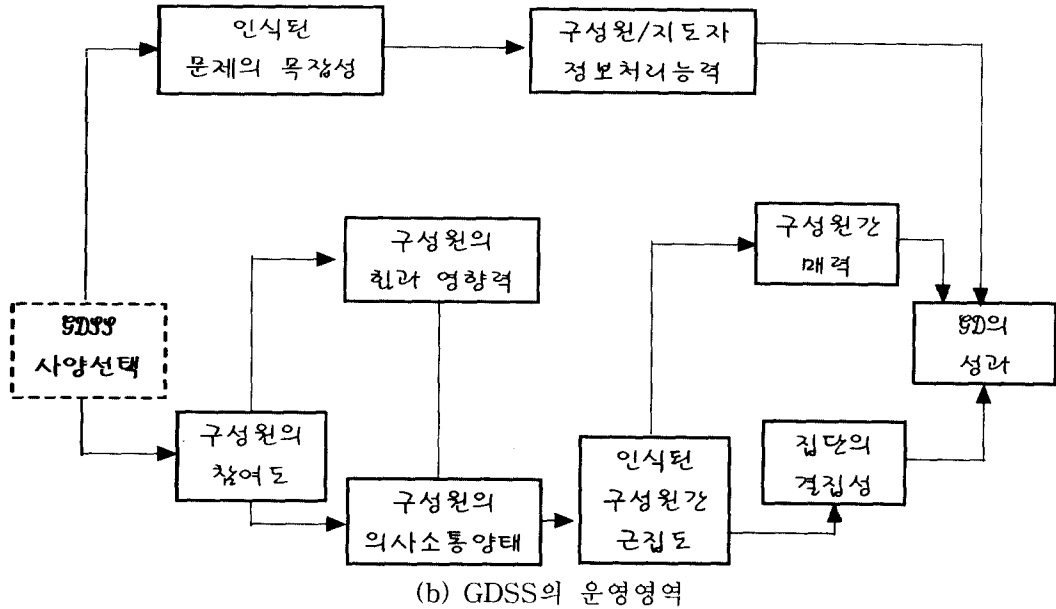 인식된
문제의 목잡성
구성원/지도자
정보처리능력
구성원의
힘과 영향력
구성원간
매력
GDSS
사양선택
GD의
성과
구성원의
참여도
인식된
구성원간
근집도
집단의
결집성
구성원의
의사소통양태
(b) GDSS의 운영영역